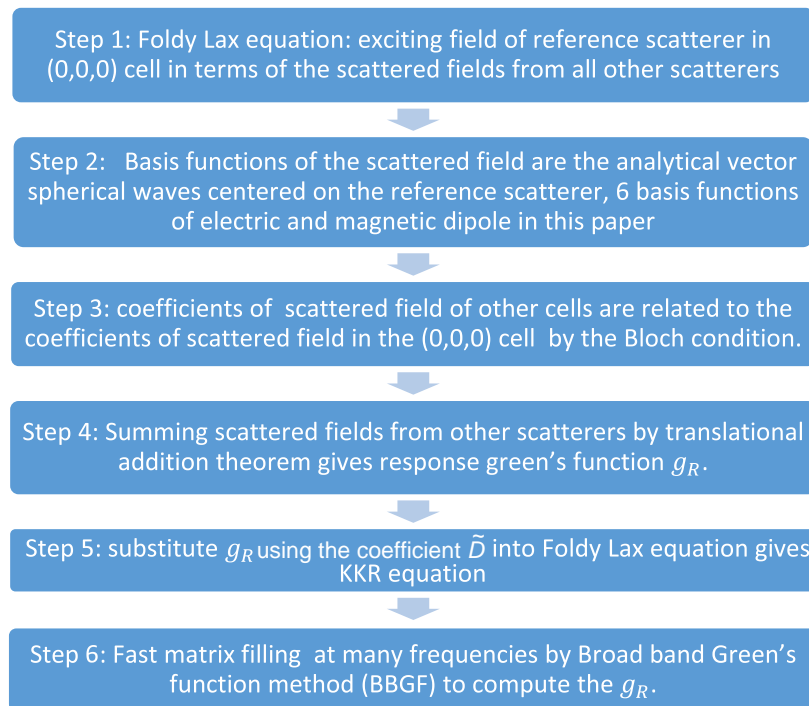 Step 1: Foldy Lax equation: exciting field of reference scatterer in
(0,0,0) cell in terms of the scattered fields from all other scatterers
Step 2: Basis functions of the scattered field are the analytical vector
spherical waves centered on the reference scatterer, 6 basis functions
of electric and magnetic dipole in this paper
Step 3: coefficients of scattered field of other cells are related to the
coefficients of scattered field in the (0,0,0) cell by the Bloch condition.
Step 4: Summing scattered fields from other scatterers by translational
addition theorem gives response green's function g_R.
Step 5: substitute g_R using the coefficient D̃ into Foldy Lax equation gives
KKR equation
Step 6: Fast matrix filling at many frequencies by Broad band Green's
function method (BBGF) to compute the g_R.